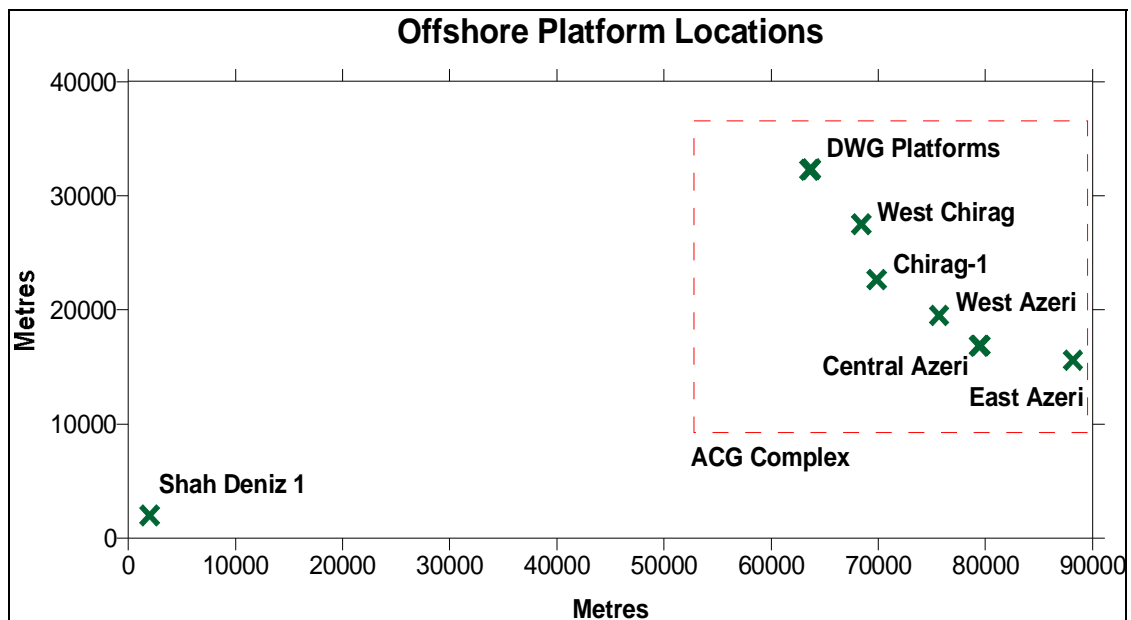 Offshore Platform Locations
40000
30000
20000
10000
0
Metres
DWG Platforms
West Chirag
Chirag-1
West Azeri
Central Azeri
East Azeri
ACG Complex
Shah Deniz 1
0 10000 20000 30000 40000 50000 60000 70000 80000 90000
Metres